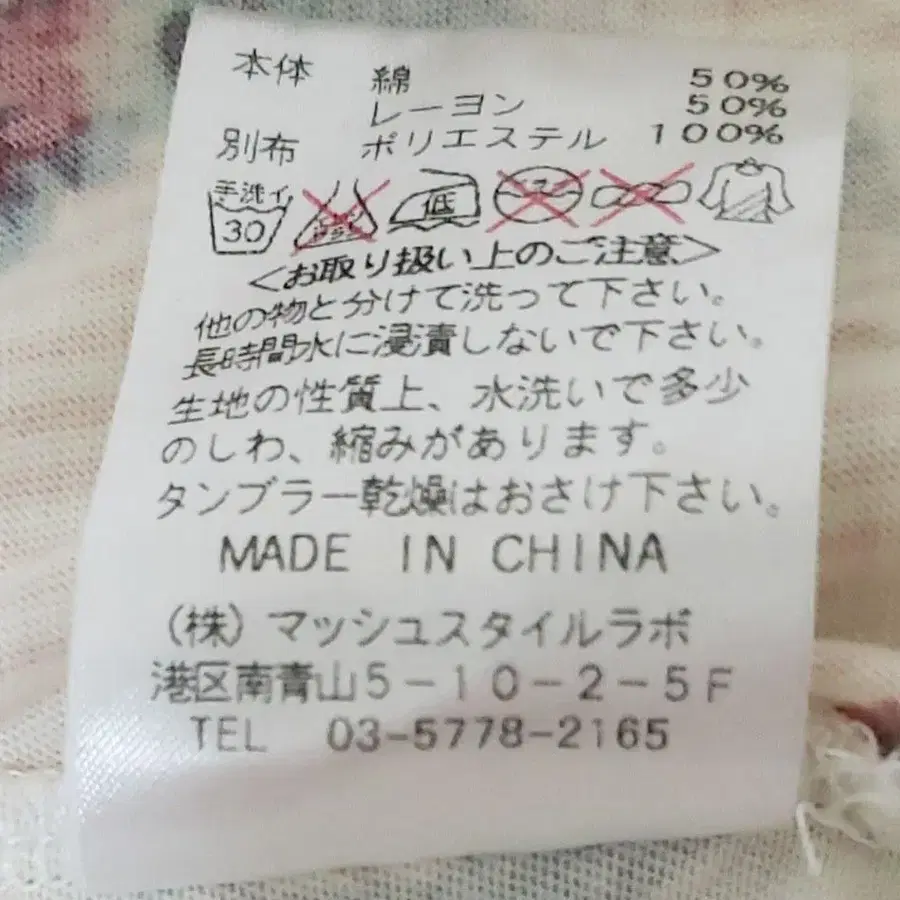 本体 綿 50%
レーヨン 50%
別布 ポリエステル 100%
手洗イ 30 低
<お取り扱い上のご注意>
他の物と分けて洗って下さい。
長時間水に浸漬しないで下さい。
生地の性質上、水洗いで多少
のしわ、縮みがあります。
タンブラー乾燥はおさけ下さい。
MADE IN CHINA
(株)マッシュスタイルラボ
港区南青山5-10-2-5F
TEL 03-5778-2165